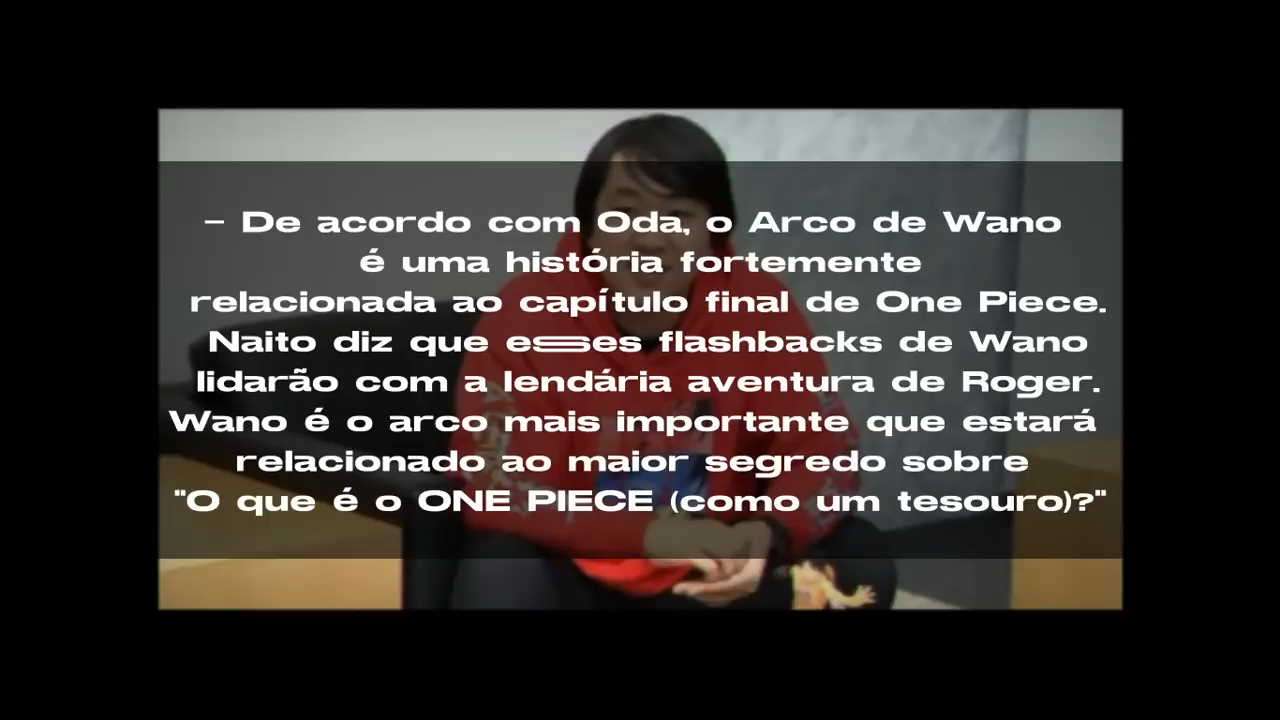 – De acordo com Oda, o Arco de Wano
é uma história fortemente
relacionada ao capítulo final de One Piece.
Naito diz que esses flashbacks de Wano
lidarão com a lendária aventura de Roger.
Wano é o arco mais importante que estará
relacionado ao maior segredo sobre
"O que é o ONE PIECE (como um tesouro)?"